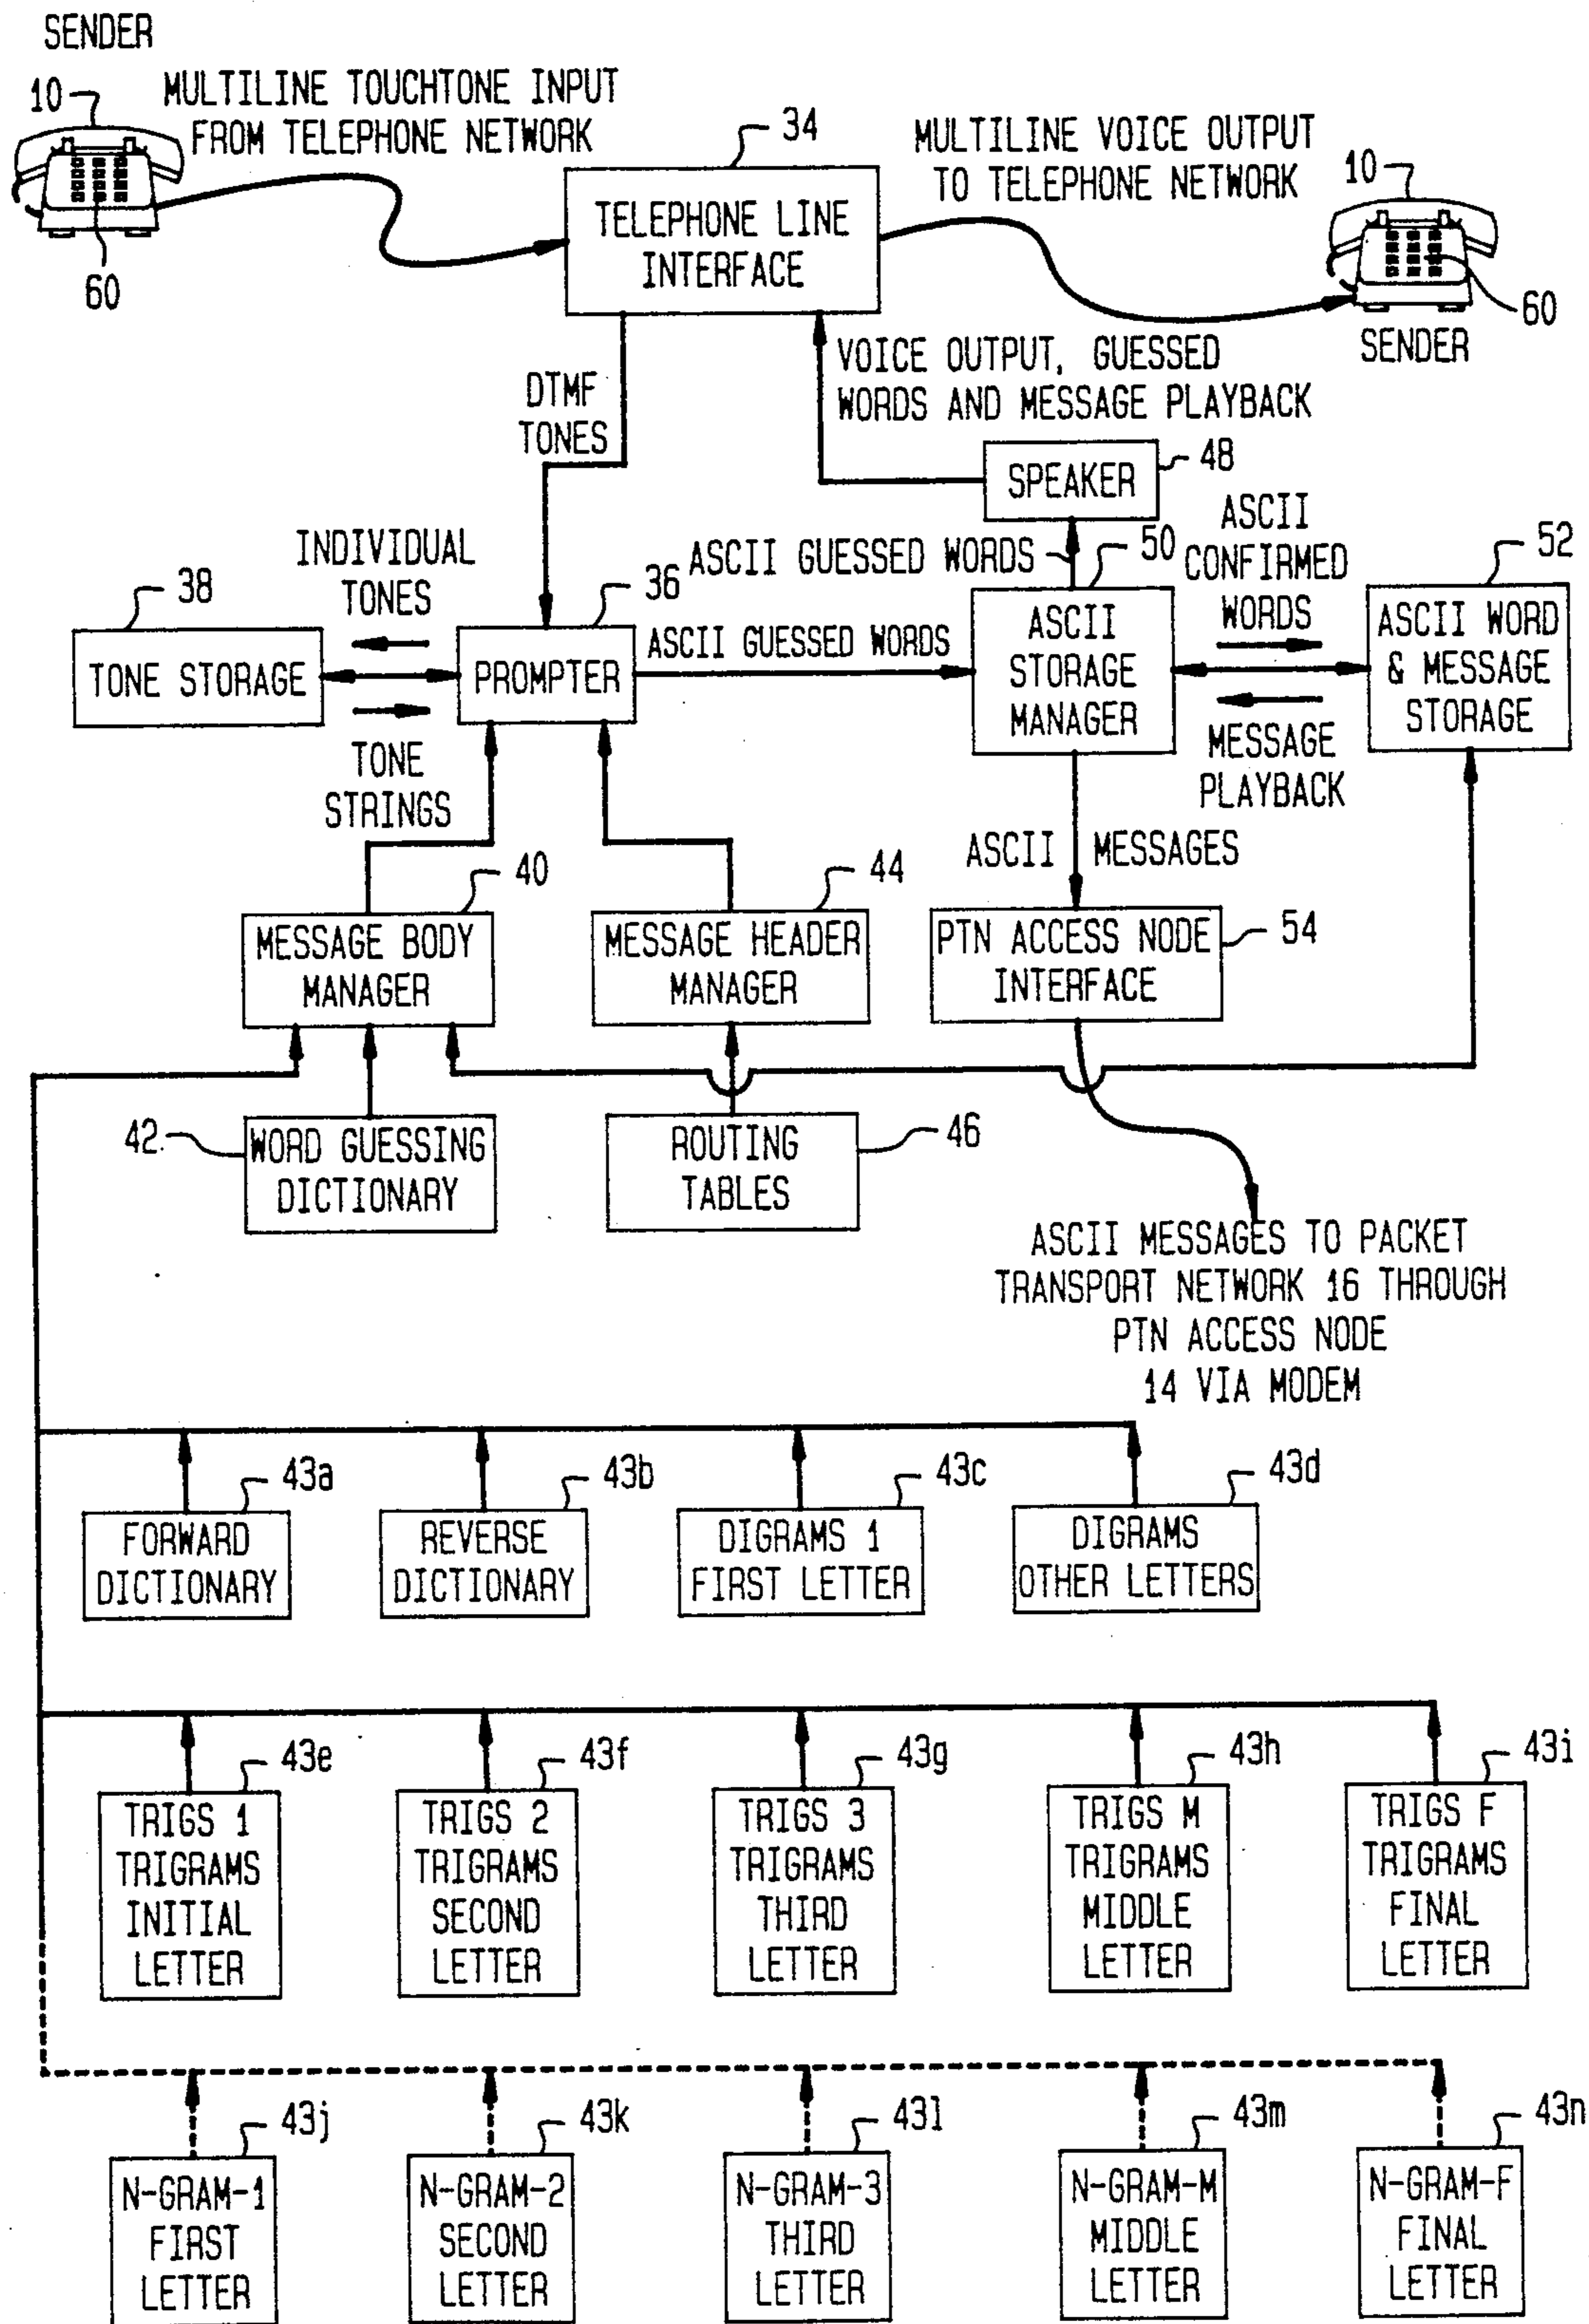 SENDER
10
MULTILINE TOUCHTONE INPUT
FROM TELEPHONE NETWORK
60
34
TELEPHONE LINE
INTERFACE
MULTILINE VOICE OUTPUT
TO TELEPHONE NETWORK
10
60
SENDER
DTMF
TONES
VOICE OUTPUT, GUESSED
WORDS AND MESSAGE PLAYBACK
SPEAKER
48
INDIVIDUAL
TONES
38
TONE STORAGE
TONE
STRINGS
36
PROMPTER
ASCII GUESSED WORDS
ASCII GUESSED WORDS
50
ASCII
STORAGE
MANAGER
ASCII
CONFIRMED
WORDS
MESSAGE
PLAYBACK
52
ASCII WORD
& MESSAGE
STORAGE
ASCII MESSAGES
40
MESSAGE BODY
MANAGER
44
MESSAGE HEADER
MANAGER
PTN ACCESS NODE
INTERFACE
54
42
WORD GUESSING
DICTIONARY
ROUTING
TABLES
46
ASCII MESSAGES TO PACKET
TRANSPORT NETWORK 16 THROUGH
PTN ACCESS NODE
14 VIA MODEM
43a
FORWARD
DICTIONARY
43b
REVERSE
DICTIONARY
43c
DIGRAMS 1
FIRST LETTER
43d
DIGRAMS
OTHER LETTERS
43e
TRIGS 1
TRIGRAMS
INITIAL
LETTER
43f
TRIGS 2
TRIGRAMS
SECOND
LETTER
43g
TRIGS 3
TRIGRAMS
THIRD
LETTER
43h
TRIGS M
TRIGRAMS
MIDDLE
LETTER
43i
TRIGS F
TRIGRAMS
FINAL
LETTER
43j
N-GRAM-1
FIRST
LETTER
43k
N-GRAM-2
SECOND
LETTER
43l
N-GRAM-3
THIRD
LETTER
43m
N-GRAM-M
MIDDLE
LETTER
43n
N-GRAM-F
FINAL
LETTER